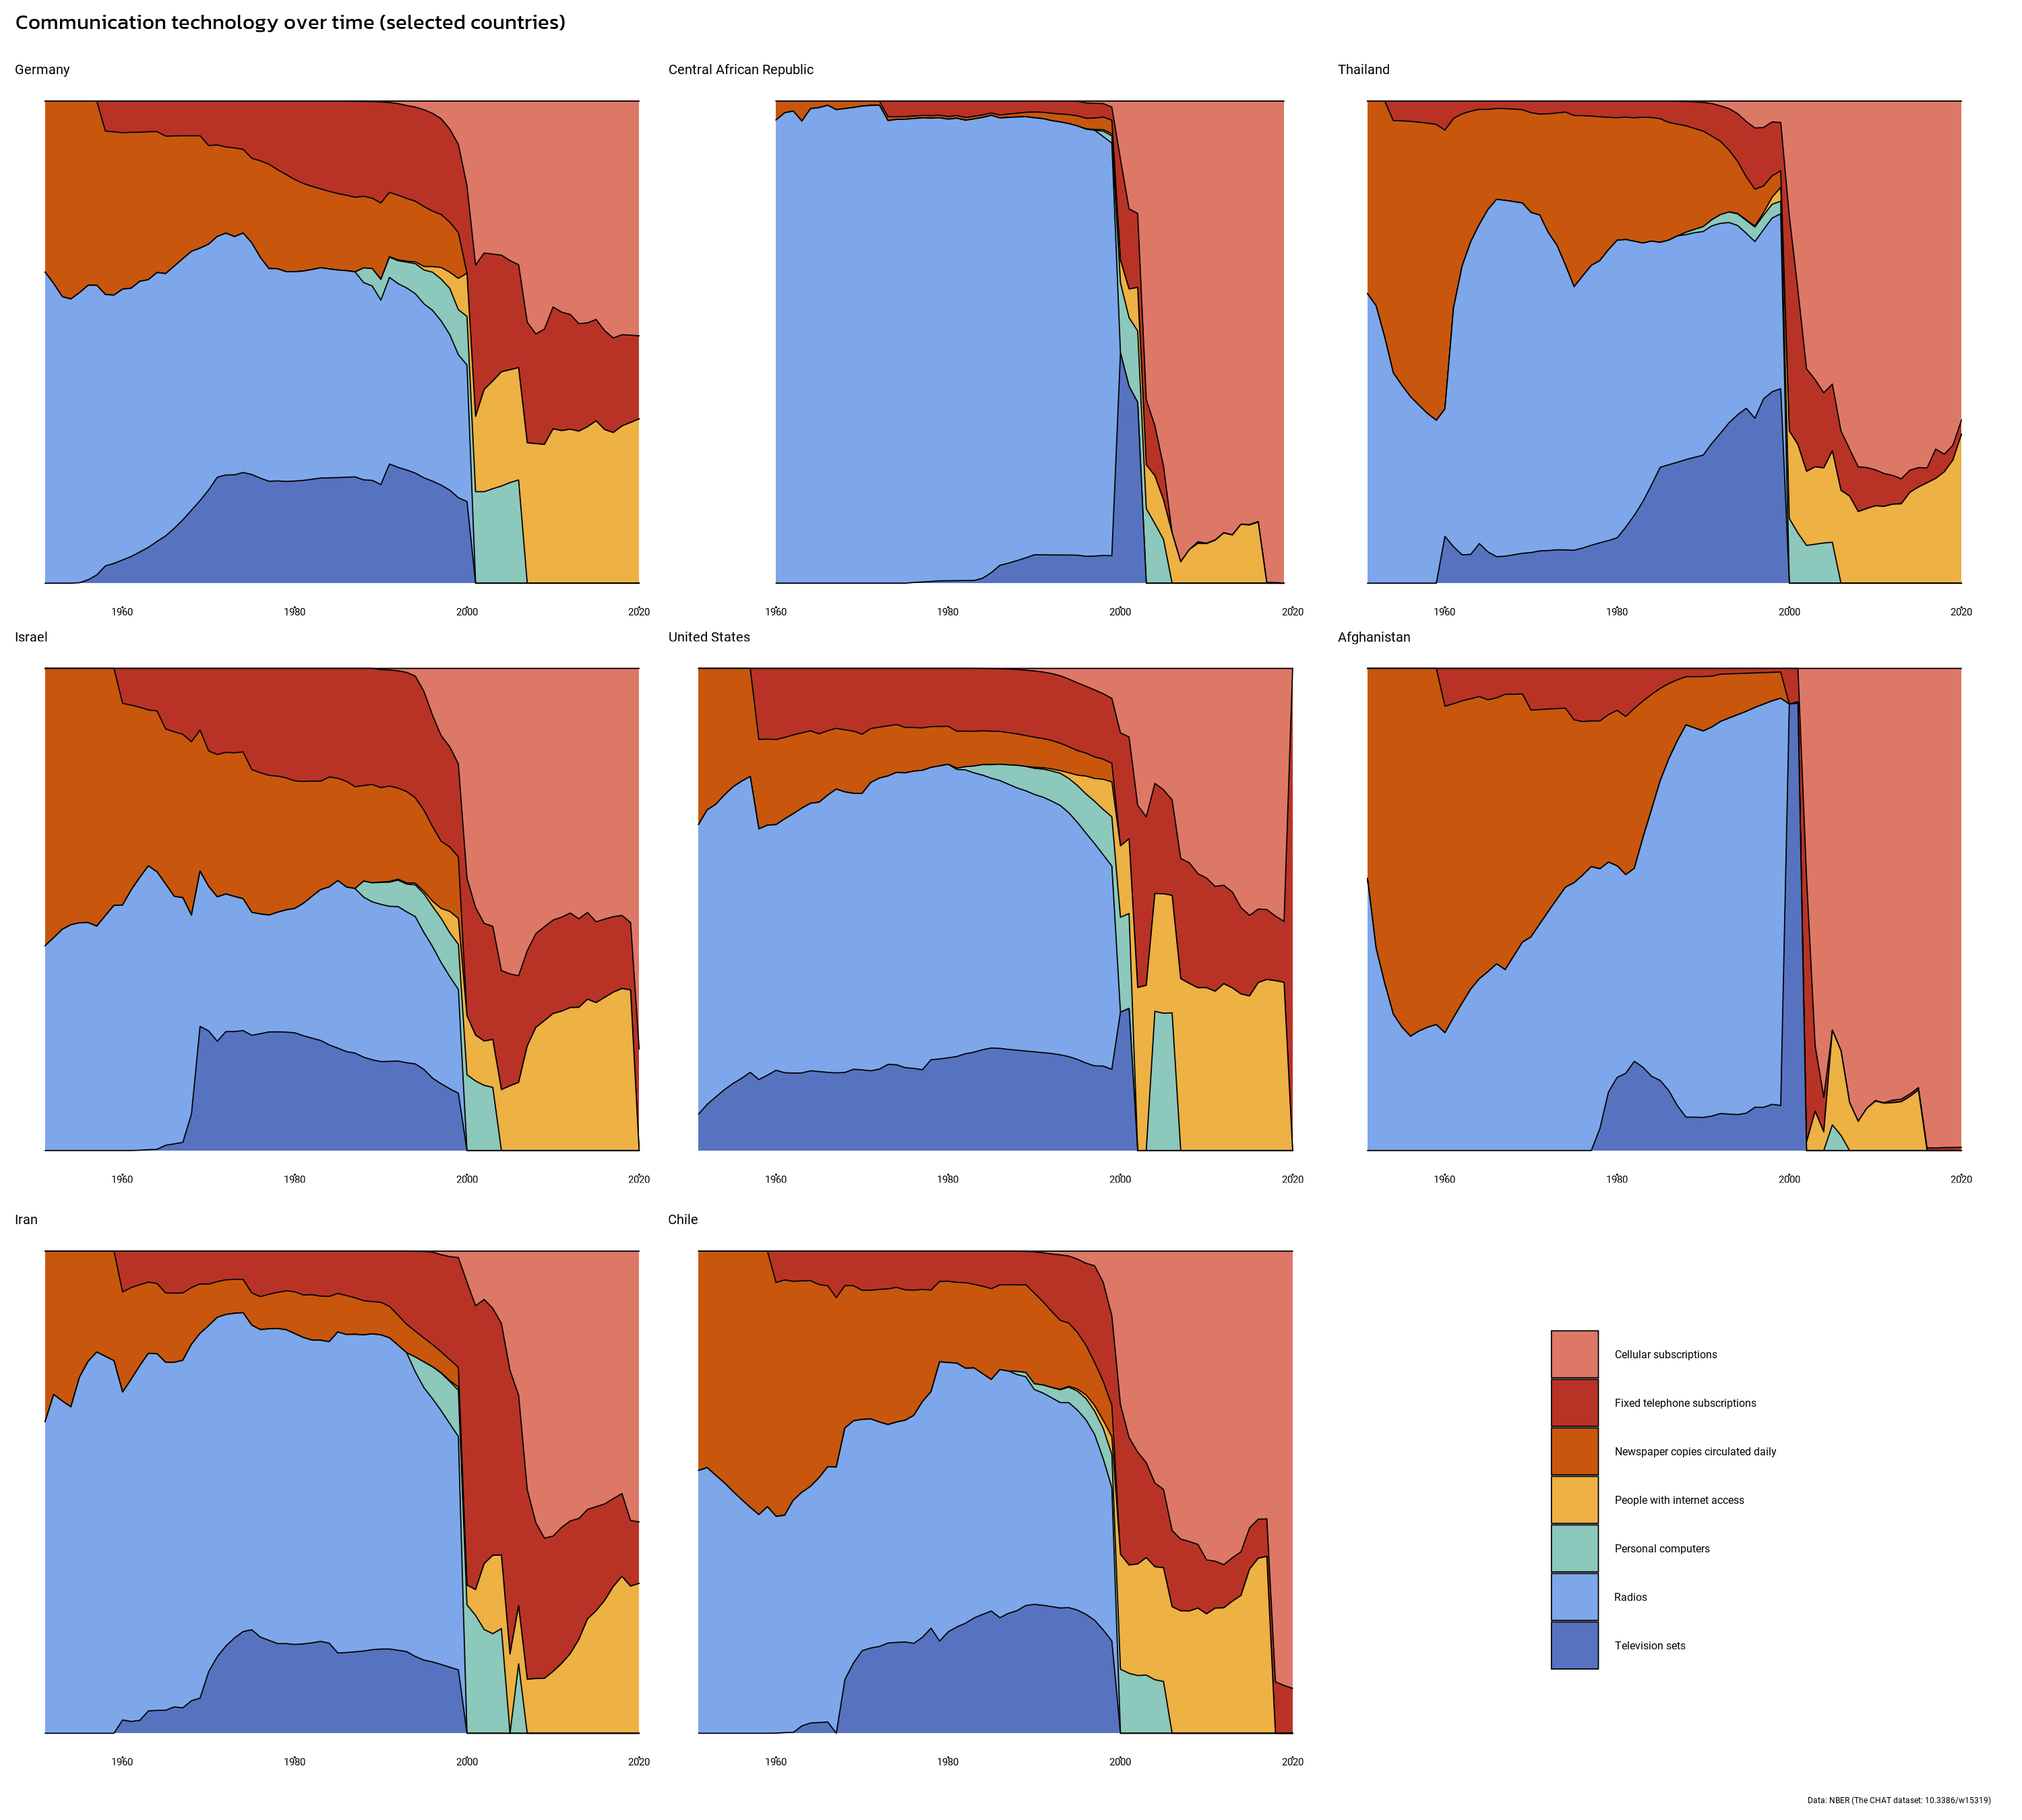 Communication technology over time (selected countries)
Germany
Central African Republic
Thailand
1960 1980 2000 2020
1960 1980 2000 2020
1960 1980 2000 2020
Israel
United States
Afghanistan
1960 1980 2000 2020
1960 1980 2000 2020
1960 1980 2000 2020
Iran
Chile
Cellular subscriptions
Fixed telephone subscriptions
Newspaper copies circulated daily
People with internet access
Personal computers
Radios
Television sets
1960 1980 2000 2020
1960 1980 2000 2020
Data: NBER (The CHAT dataset: 10.3386/w15319)